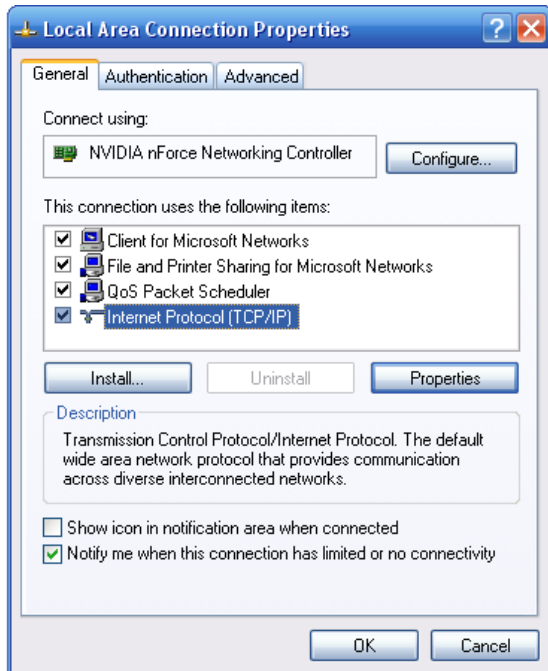 Local Area Connection Properties
?
General Authentication Advanced
Connect using:
NVIDIA nForce Networking Controller
Configure...
This connection uses the following items:
Client for Microsoft Networks
File and Printer Sharing for Microsoft Networks
QoS Packet Scheduler
Internet Protocol (TCP/IP)
Install... Uninstall Properties
Description
Transmission Control Protocol/Internet Protocol. The default
wide area network protocol that provides communication
across diverse interconnected networks.
Show icon in notification area when connected
Notify me when this connection has limited or no connectivity
OK Cancel